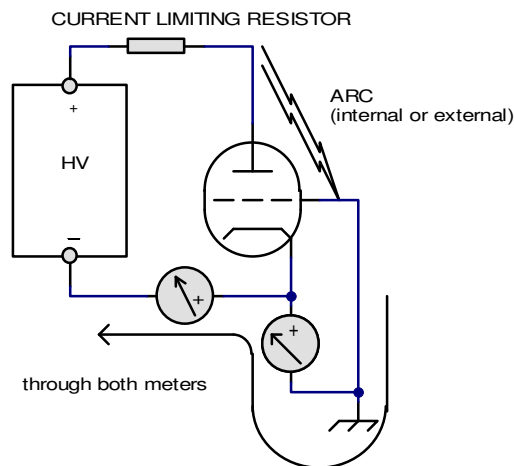 CURRENT LIMITING RESISTOR
ARC
(internal or external)
+
HV
–
+
+
through both meters